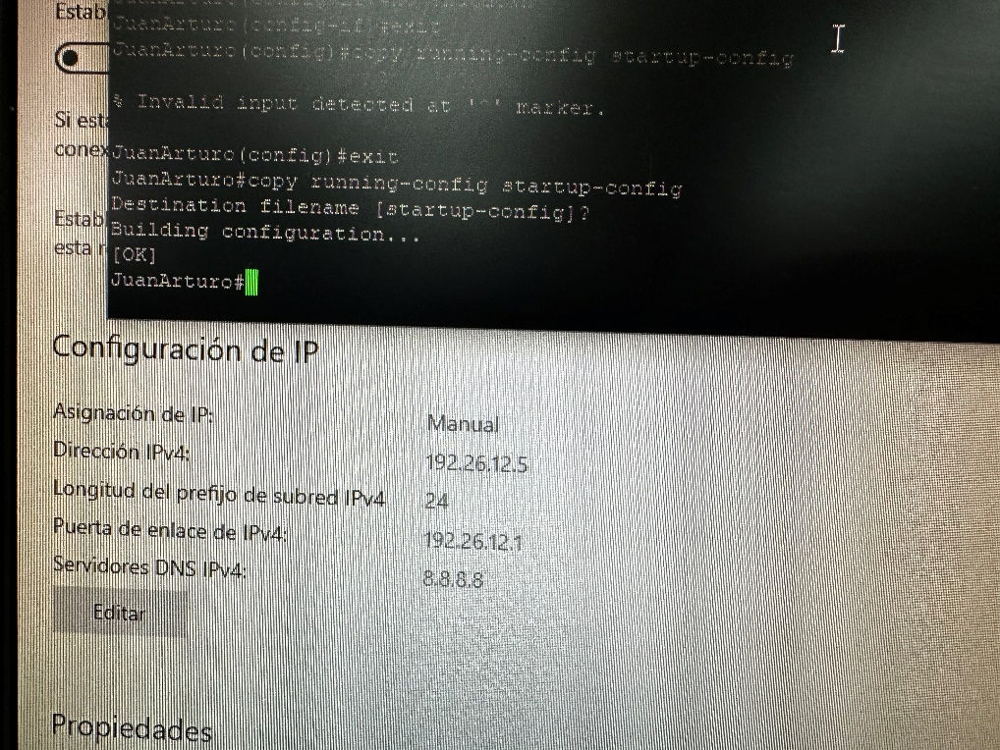 Estab
JuanArturo(config-if)#exit
JuanArturo(config)#copy running-config startup-config
% Invalid input detected at '^' marker.
Si est
conex
JuanArturo(config)#exit
JuanArturo#copy running-config startup-config
Destination filename [startup-config]?
Estab
Building configuration...
esta r
[OK]
JuanArturo#
Configuración de IP
Asignación de IP: Manual
Dirección IPv4: 192.26.12.5
Longitud del prefijo de subred IPv4 24
Puerta de enlace de IPv4: 192.26.12.1
Servidores DNS IPv4: 8.8.8.8
Editar
Propiedades